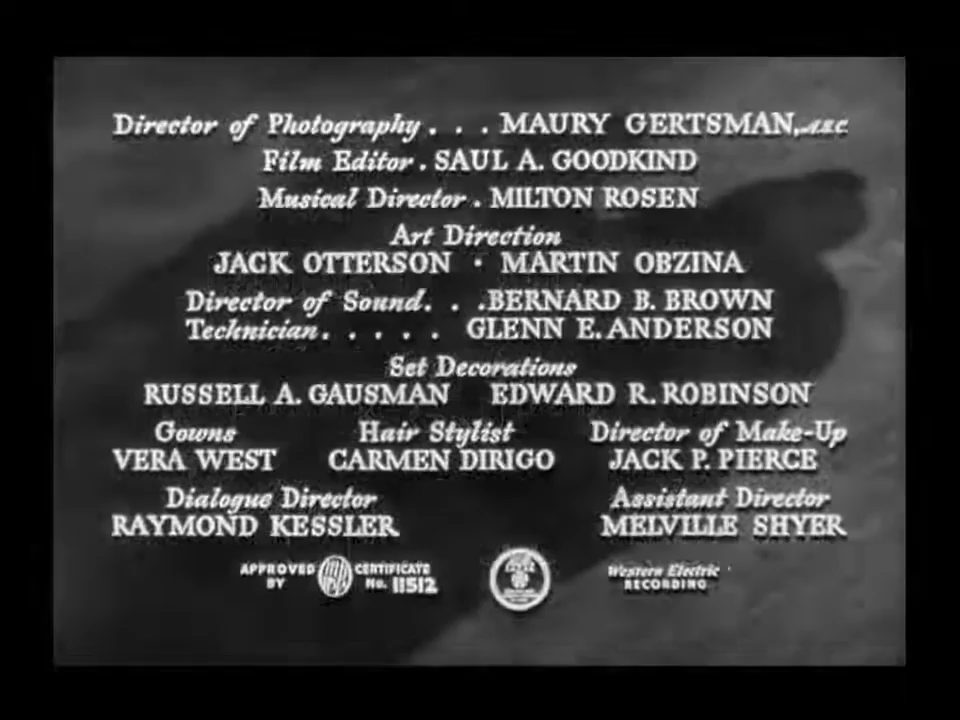 Director of Photography . . . MAURY GERTSMAN, A.S.C.
Film Editor . SAUL A. GOODKIND
Musical Director . MILTON ROSEN
Art Direction
JACK OTTERSON · MARTIN OBZINA
Director of Sound. . .BERNARD B. BROWN
Technician. . . . . GLENN E. ANDERSON
Set Decorations
RUSSELL A. GAUSMAN EDWARD R. ROBINSON
Gowns Hair Stylist Director of Make-Up
VERA WEST CARMEN DIRIGO JACK P. PIERCE
Dialogue Director Assistant Director
RAYMOND KESSLER MELVILLE SHYER
APPROVED BY CERTIFICATE No. 11512
Western Electric
RECORDING